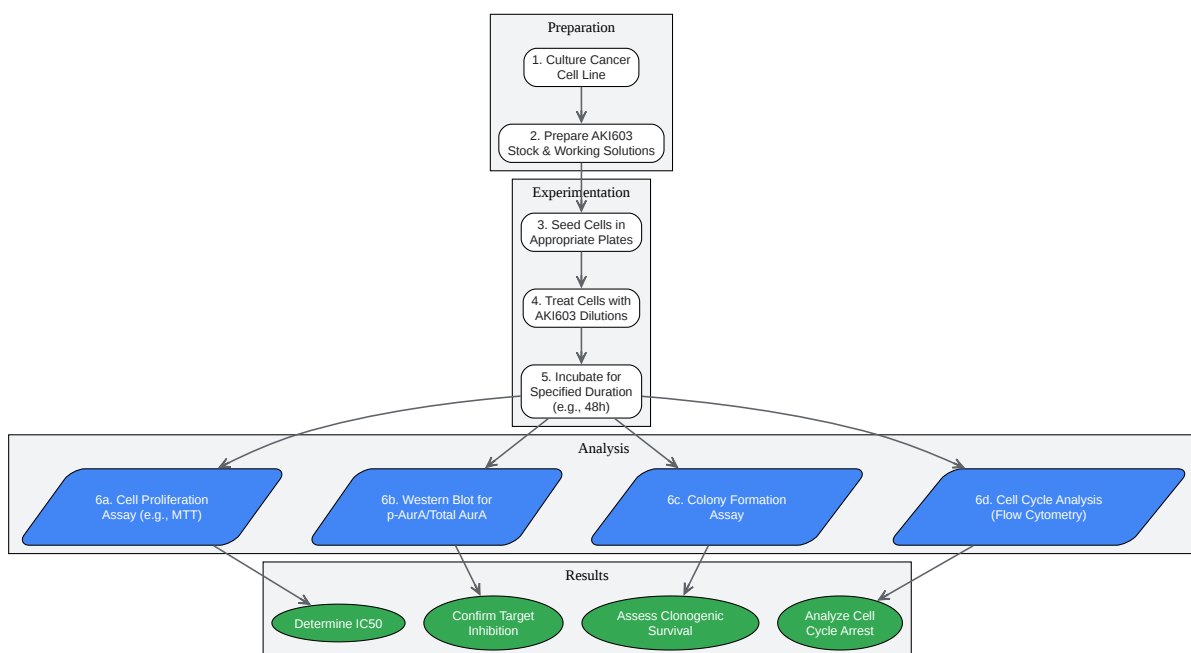 Preparation
1. Culture Cancer
Cell Line
2. Prepare AKI603
Stock & Working Solutions
Experimentation
3. Seed Cells in
Appropriate Plates
4. Treat Cells with
AKI603 Dilutions
5. Incubate for
Specified Duration
(e.g., 48h)
Analysis
6a. Cell Proliferation
Assay (e.g., MTT)
6b. Western Blot for
p-AurA/Total AurA
6c. Colony Formation
Assay
6d. Cell Cycle Analysis
(Flow Cytometry)
Results
Determine IC50
Confirm Target
Inhibition
Assess Clonogenic
Survival
Analyze Cell
Cycle Arrest